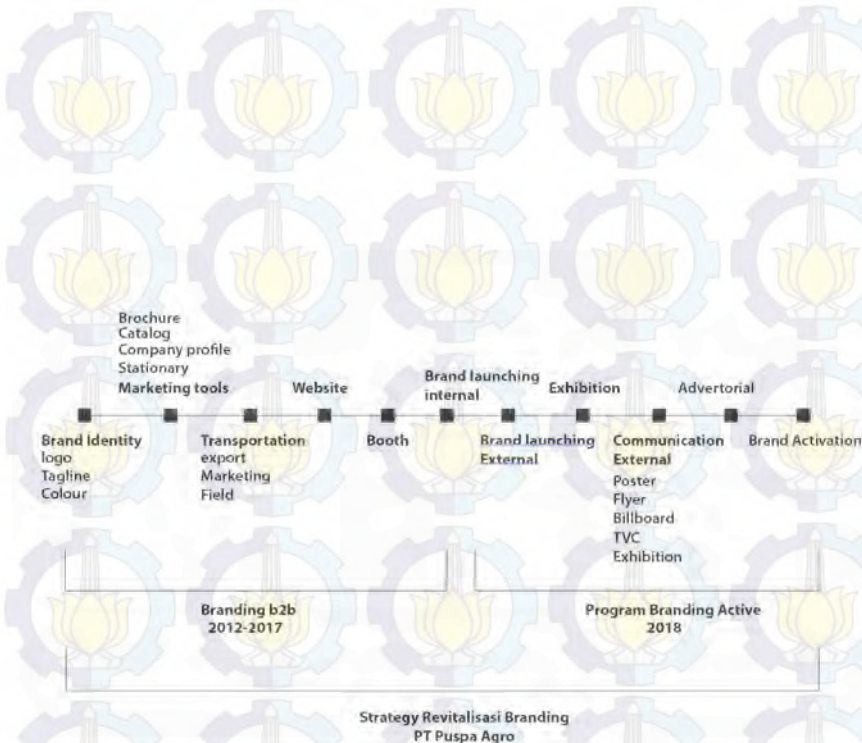 Brochure
Catalog
Company profile
Stationary
Marketing tools
Website
Brand launching
internal
Exhibition
Advertorial
Brand Identity
logo
Tagline
Colour
Transportation
export
Marketing
Field
Booth
Brand launching
External
Communication
External
Poster
Flyer
Billboard
TVC
Exhibition
Brand Activation
Branding b2b
2012-2017
Program Branding Active
2018
Strategy Revitalisasi Branding
PT Puspa Agro